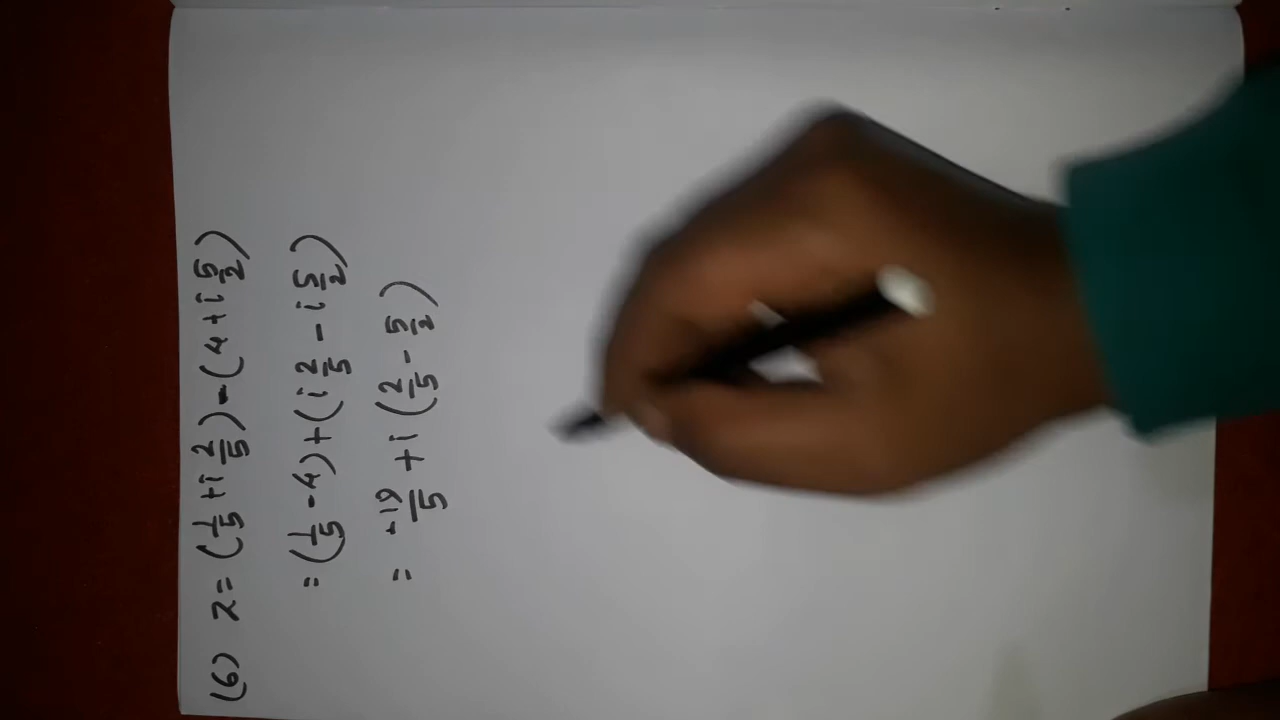 (6) z = (1/5 + i 2/5) - (4 + i 5/2)
= (1/5 - 4) + (i 2/5 - i 5/2)
= -19/5 + i (2/5 - 5/2)